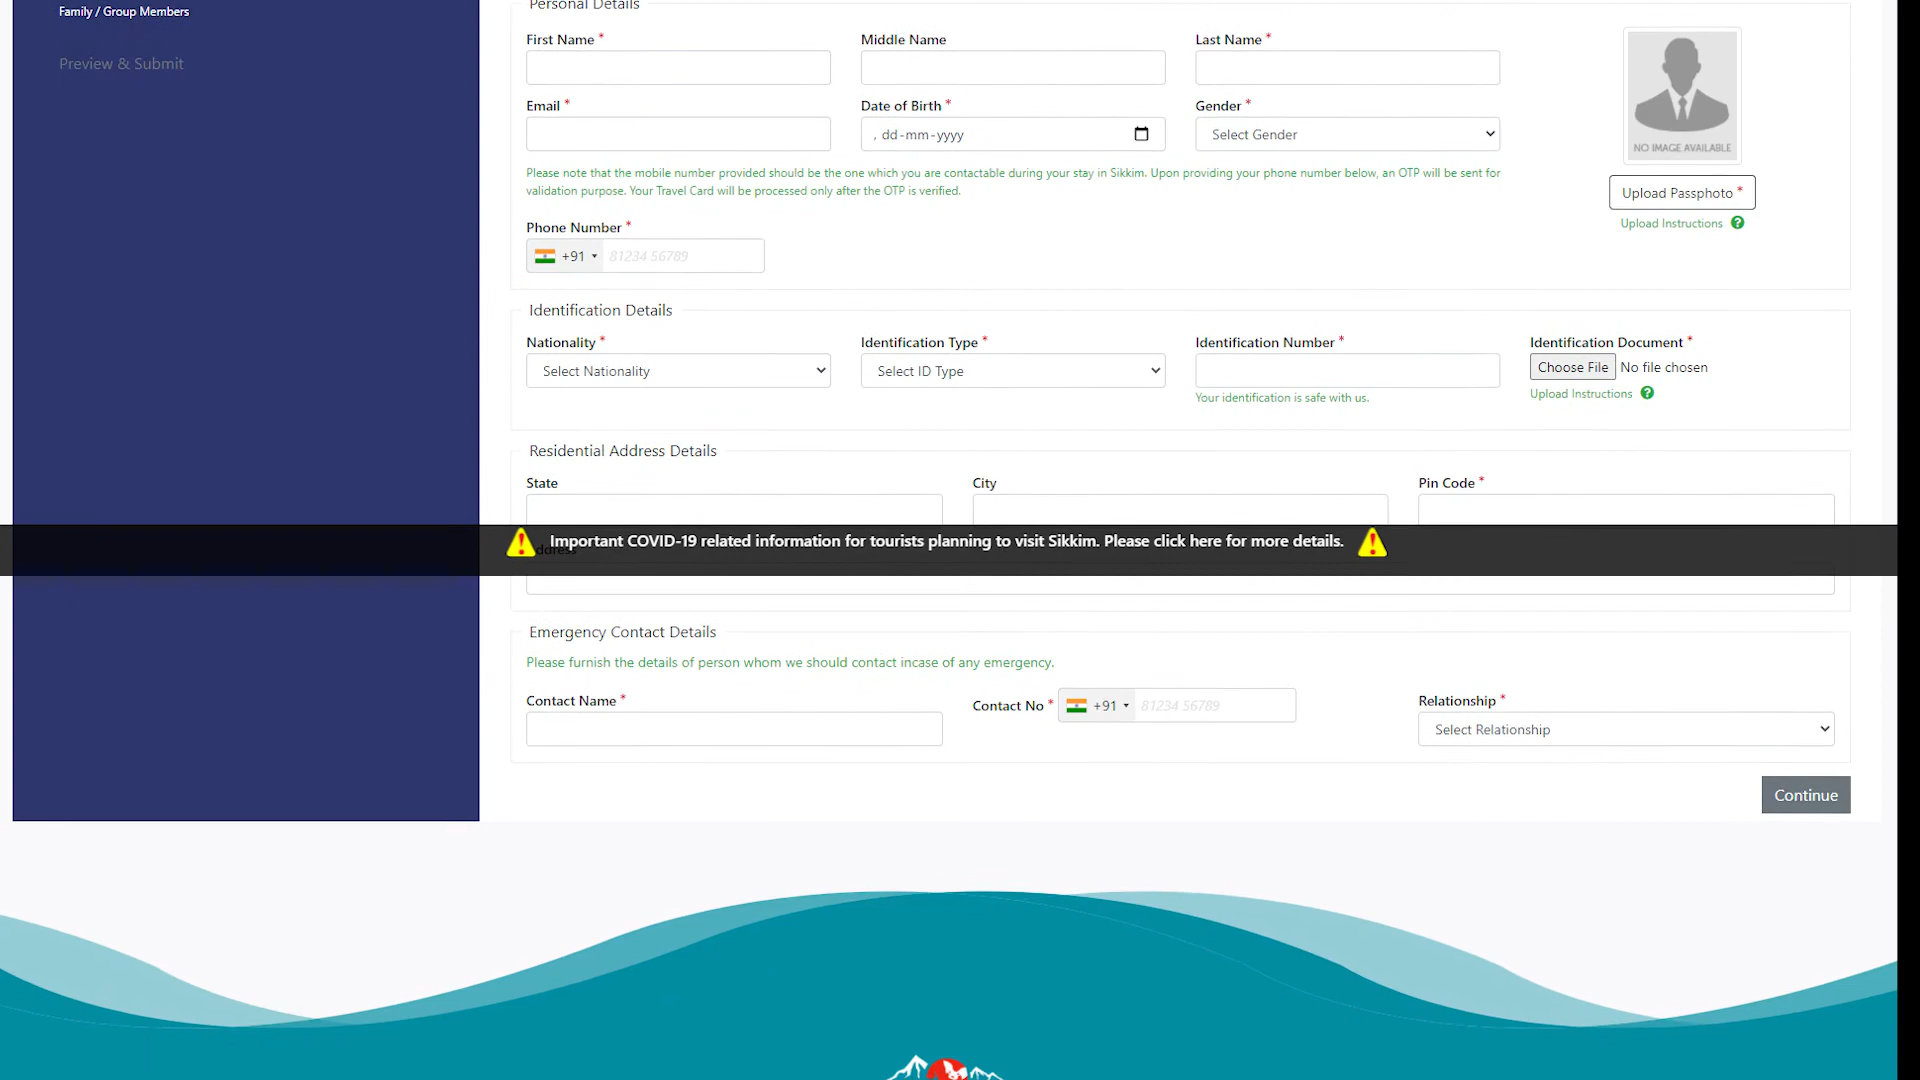 Family / Group Members
Preview & Submit
Personal Details
First Name *
Middle Name
Last Name *
NO IMAGE AVAILABLE
Email *
Date of Birth *
Gender *
dd-mm-yyyy
Select Gender
Upload Passphoto *
Upload Instructions
Please note that the mobile number provided should be the one which you are contactable during your stay in Sikkim. Upon providing your phone number below, an OTP will be sent for
validation purpose. Your Travel Card will be processed only after the OTP is verified.
Phone Number *
+91
81234 56789
Identification Details
Nationality *
Identification Type *
Identification Number *
Identification Document *
Select Nationality
Select ID Type
Choose File No file chosen
Your identification is safe with us.
Upload Instructions
Residential Address Details
State
City
Pin Code *
Address
Important COVID-19 related information for tourists planning to visit Sikkim. Please click here for more details.
Emergency Contact Details
Please furnish the details of person whom we should contact incase of any emergency.
Contact Name *
Contact No *
+91
81234 56789
Relationship *
Select Relationship
Continue